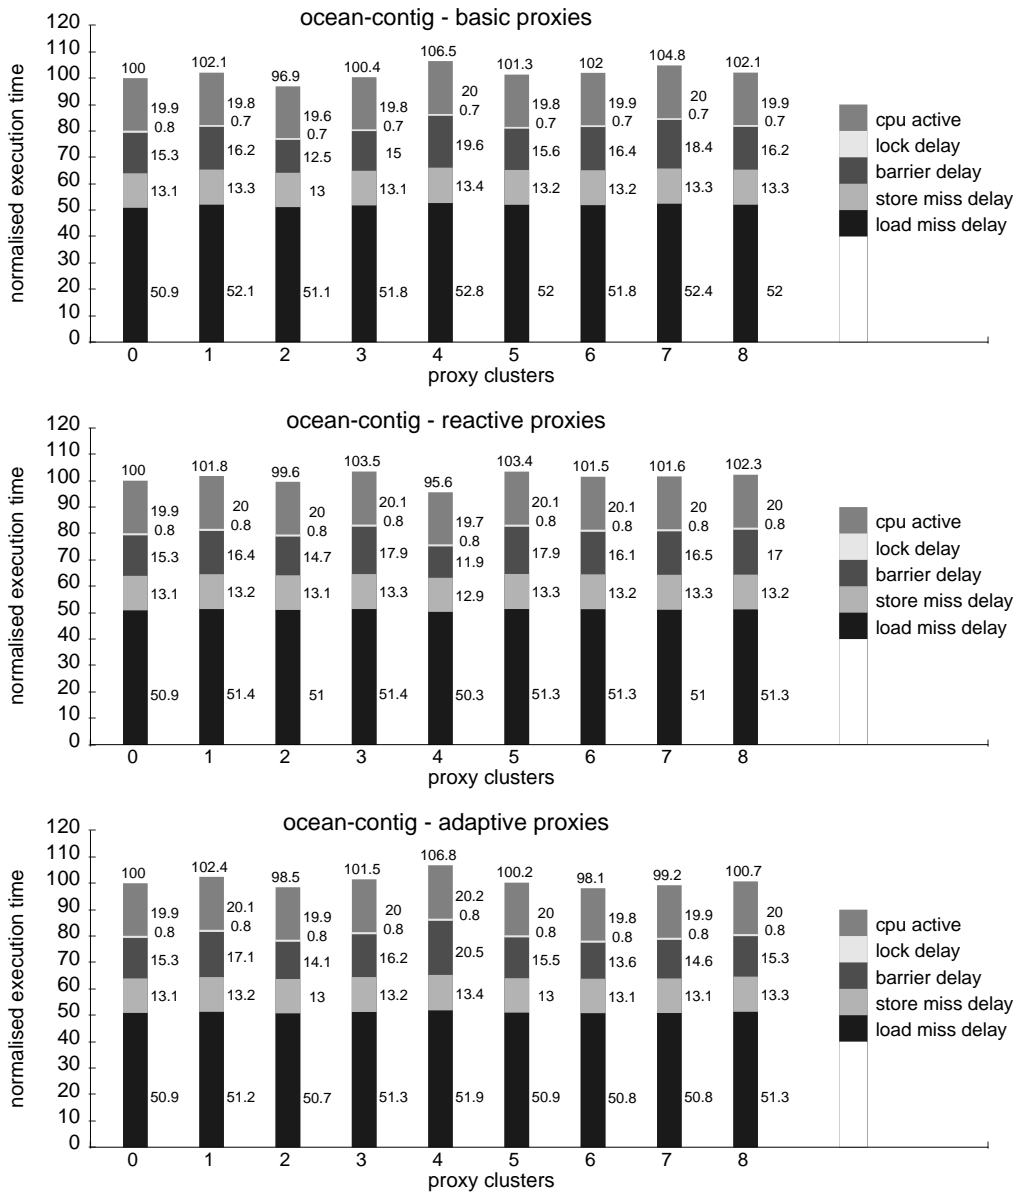 ocean-contig - basic proxies
normalised execution time
120
110
100
90
80
70
60
50
40
30
20
10
0
100 102.1 96.9 100.4 106.5 101.3 102 104.8 102.1
19.9 19.8 19.6 19.8 20 19.8 19.9 20 19.9
0.8 0.7 0.7 0.7 0.7 0.7 0.7 0.7 0.7
15.3 16.2 12.5 15 19.6 15.6 16.4 18.4 16.2
13.1 13.3 13 13.1 13.4 13.2 13.2 13.3 13.3
50.9 52.1 51.1 51.8 52.8 52 51.8 52.4 52
0 1 2 3 4 5 6 7 8
proxy clusters
cpu active
lock delay
barrier delay
store miss delay
load miss delay
ocean-contig - reactive proxies
normalised execution time
120
110
100
90
80
70
60
50
40
30
20
10
0
100 101.8 99.6 103.5 95.6 103.4 101.5 101.6 102.3
19.9 20 20 20.1 19.7 20.1 20.1 20 20
0.8 0.8 0.8 0.8 0.8 0.8 0.8 0.8 0.8
15.3 16.4 14.7 17.9 11.9 17.9 16.1 16.5 17
13.1 13.2 13.1 13.3 12.9 13.3 13.2 13.3 13.2
50.9 51.4 51 51.4 50.3 51.3 51.3 51 51.3
0 1 2 3 4 5 6 7 8
proxy clusters
cpu active
lock delay
barrier delay
store miss delay
load miss delay
ocean-contig - adaptive proxies
normalised execution time
120
110
100
90
80
70
60
50
40
30
20
10
0
100 102.4 98.5 101.5 106.8 100.2 98.1 99.2 100.7
19.9 20.1 19.9 20 20.2 20 19.8 19.9 20
0.8 0.8 0.8 0.8 0.8 0.8 0.8 0.8 0.8
15.3 17.1 14.1 16.2 20.5 15.5 13.6 14.6 15.3
13.1 13.2 13 13.2 13.4 13 13.1 13.1 13.3
50.9 51.2 50.7 51.3 51.9 50.9 50.8 50.8 51.3
0 1 2 3 4 5 6 7 8
proxy clusters
cpu active
lock delay
barrier delay
store miss delay
load miss delay